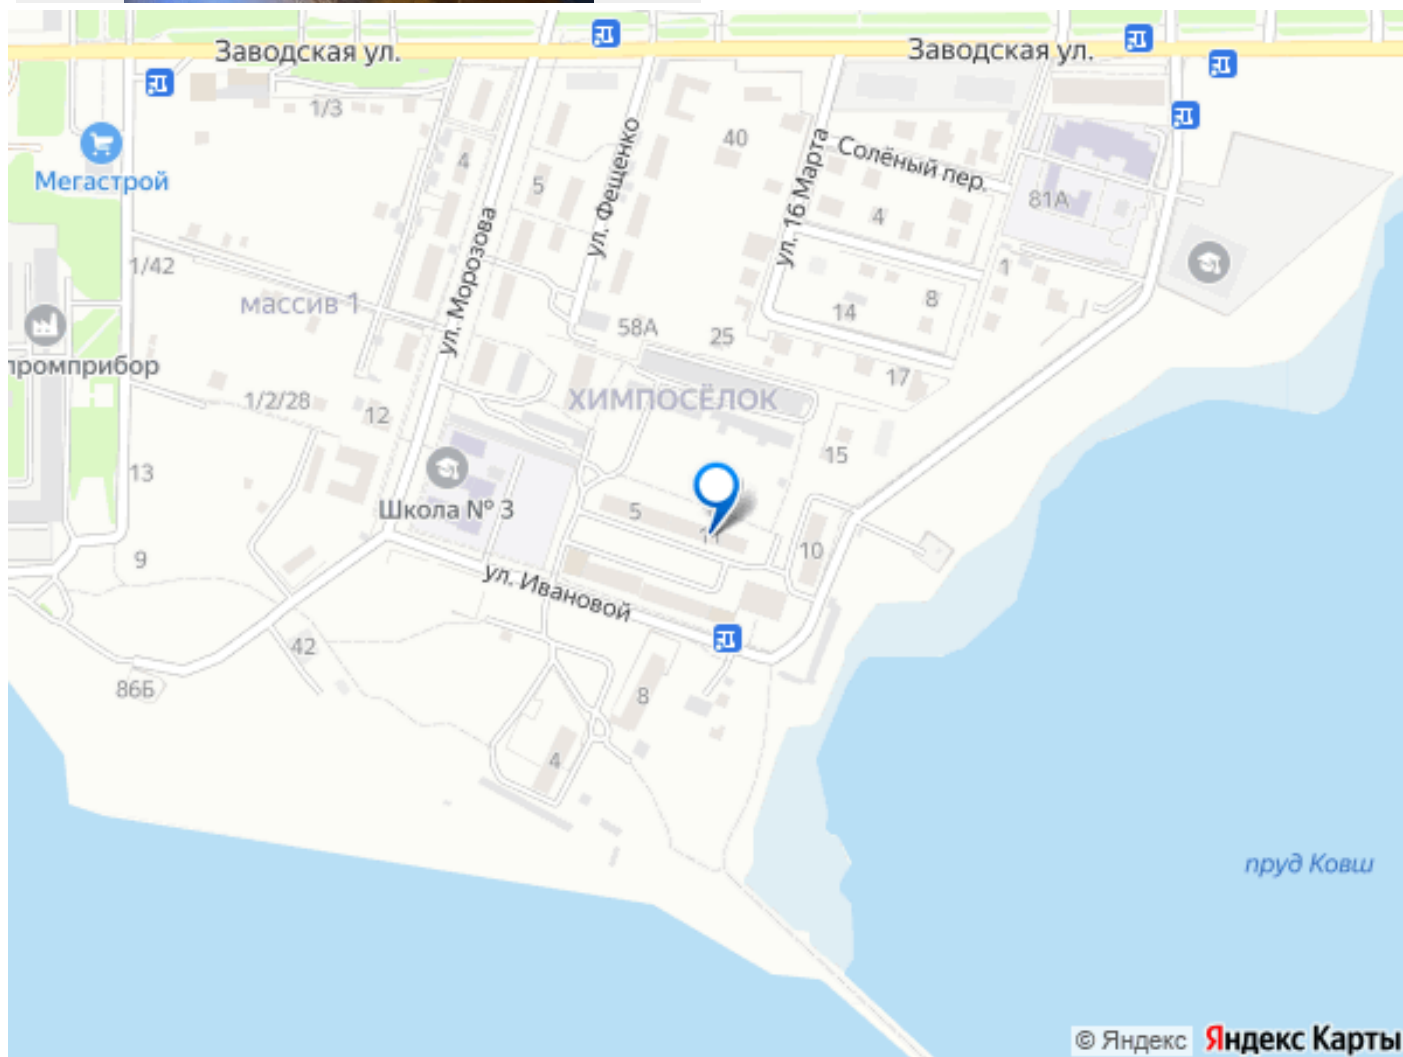 Заводская ул.
Заводская ул.
1/3
Мегастрой
4
5
ул. Фещенко
40
ул. 16 Марта
Солёный пер.
81А
4
ул. Морозова
1/42
массив 1
1
8
14
58А
25
промприбор
17
ХИМПОСЁЛОК
1/2/28
12
15
13
Школа № 3
5
11
10
9
ул. Ивановой
42
86Б
8
4
пруд Ковш
© Яндекс Яндекс Карты